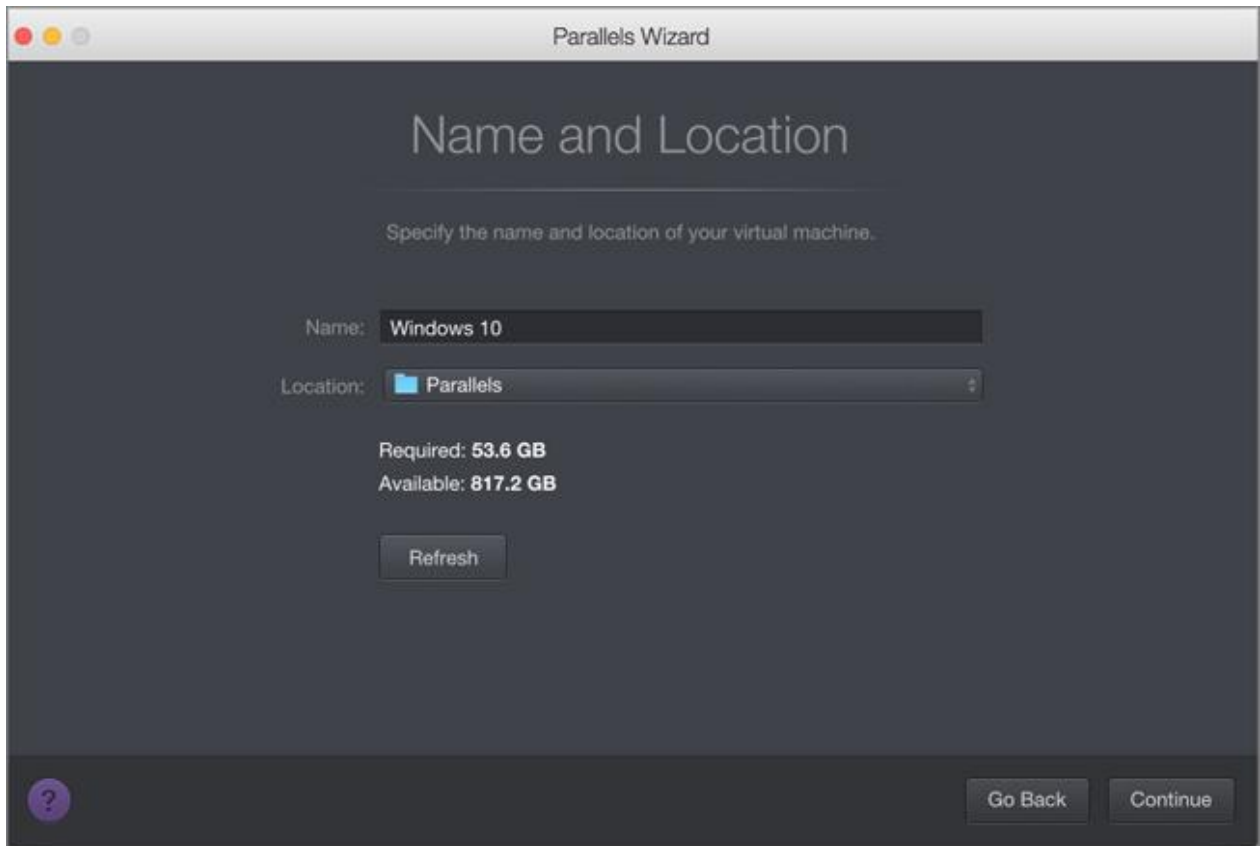 Parallels Wizard
Name and Location
Specify the name and location of your virtual machine.
Name: Windows 10
Location: Parallels
Required: 53.6 GB
Available: 817.2 GB
Refresh
? Go Back Continue